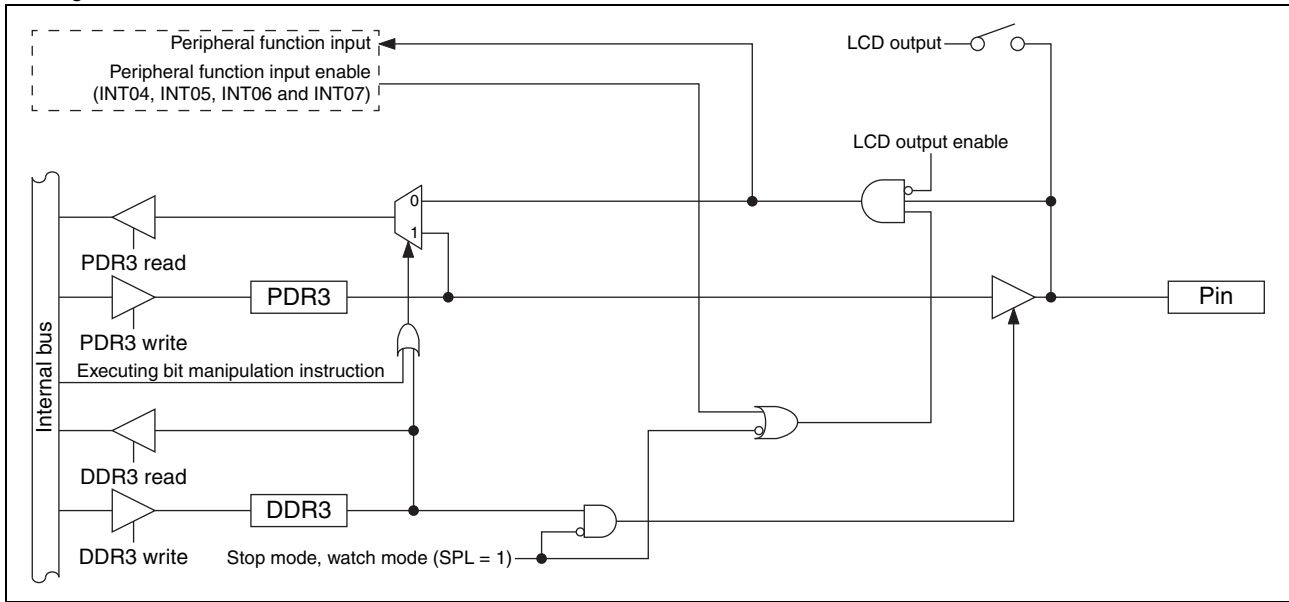 Peripheral function input
Peripheral function input enable
(INT04, INT05, INT06 and INT07)
LCD output
LCD output enable
Internal bus
0
1
PDR3 read
PDR3
Pin
PDR3 write
Executing bit manipulation instruction
DDR3 read
DDR3
DDR3 write
Stop mode, watch mode (SPL = 1)